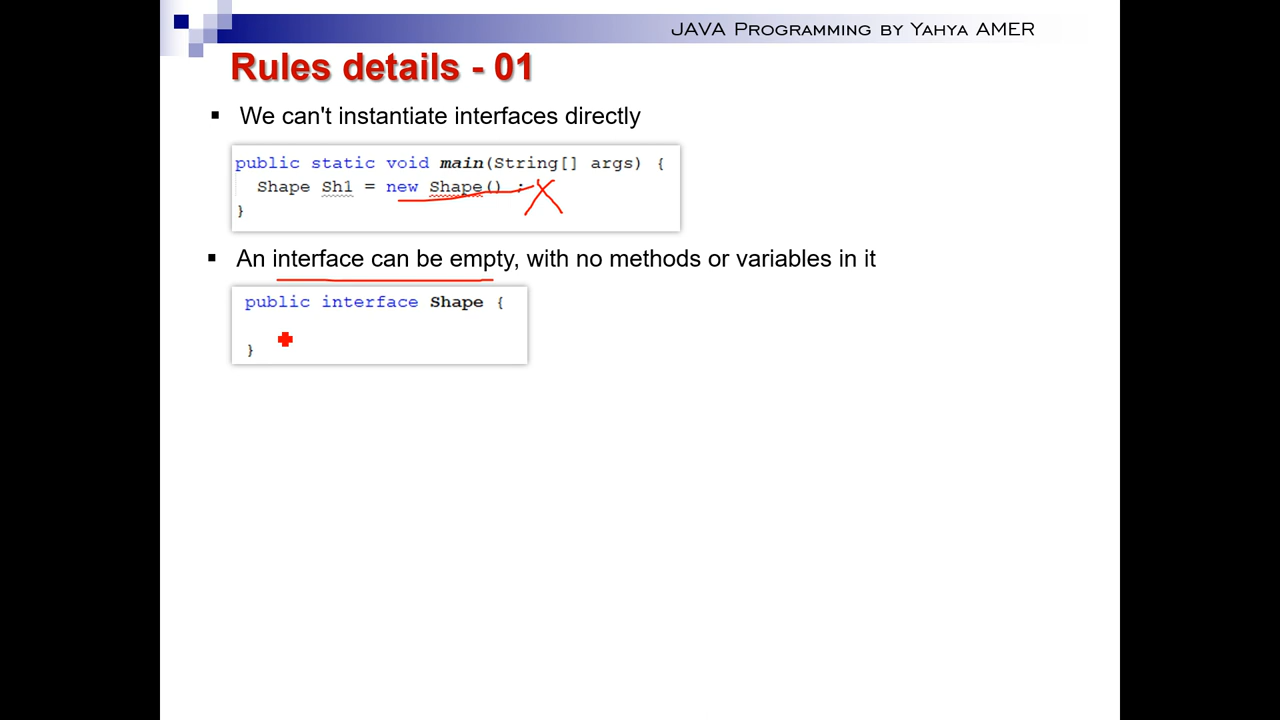 JAVA Programming by Yahya AMER
Rules details - 01
▪ We can't instantiate interfaces directly
public static void main(String[] args) {
Shape Sh1 = new Shape() ;
}
▪ An interface can be empty, with no methods or variables in it
public interface Shape {
}